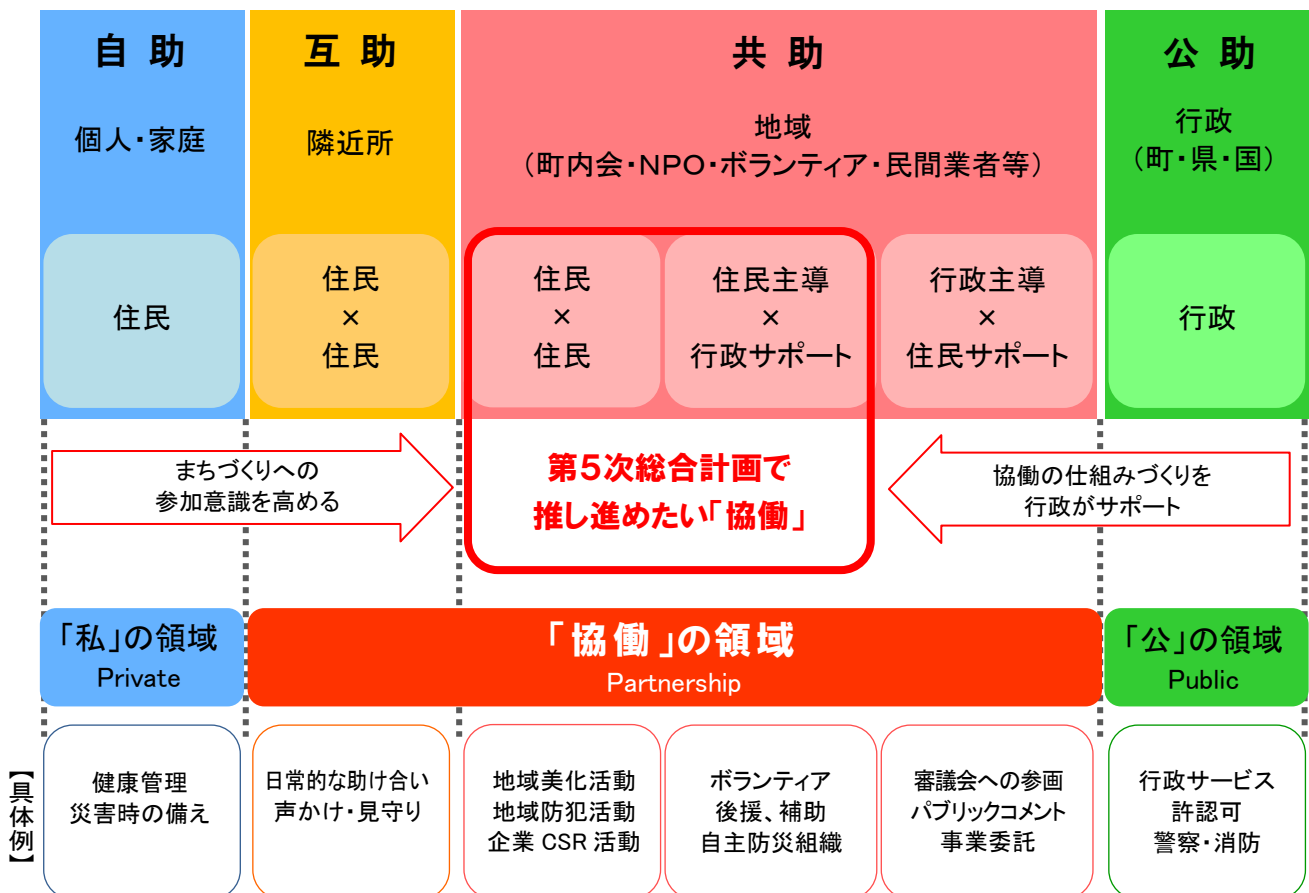 自助
互助
共助
公助
個人・家庭
隣近所
地域
（町内会・NPO・ボランティア・民間業者等）
行政
（町・県・国）
住民
住民
×
住民
住民
×
住民
住民主導
×
行政サポート
行政主導
×
住民サポート
行政
まちづくりへの
参加意識を高める
第5次総合計画で
推し進めたい「協働」
協働の仕組みづくりを
行政がサポート
「私」の領域
Private
「協働」の領域
Partnership
「公」の領域
Public
【具体例】
健康管理
災害時の備え
日常的な助け合い
声かけ・見守り
地域美化活動
地域防犯活動
企業 CSR 活動
ボランティア
後援、補助
自主防災組織
審議会への参画
パブリックコメント
事業委託
行政サービス
許認可
警察・消防